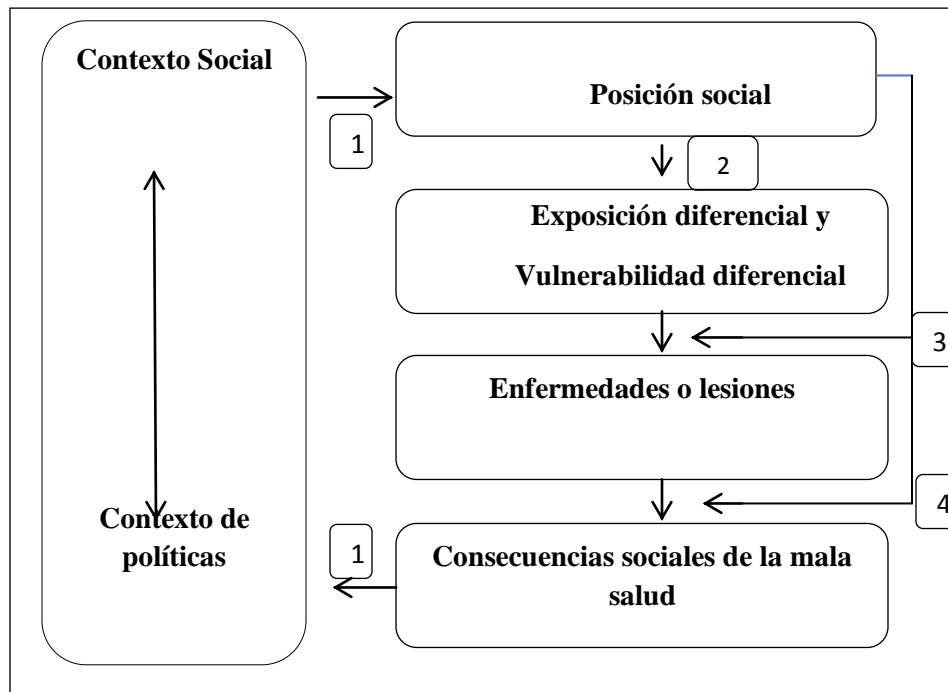 Contexto Social
Contexto de
políticas
1
Posición social
2
Exposición diferencial y
Vulnerabilidad diferencial
3
Enfermedades o lesiones
4
1
Consecuencias sociales de la mala
salud